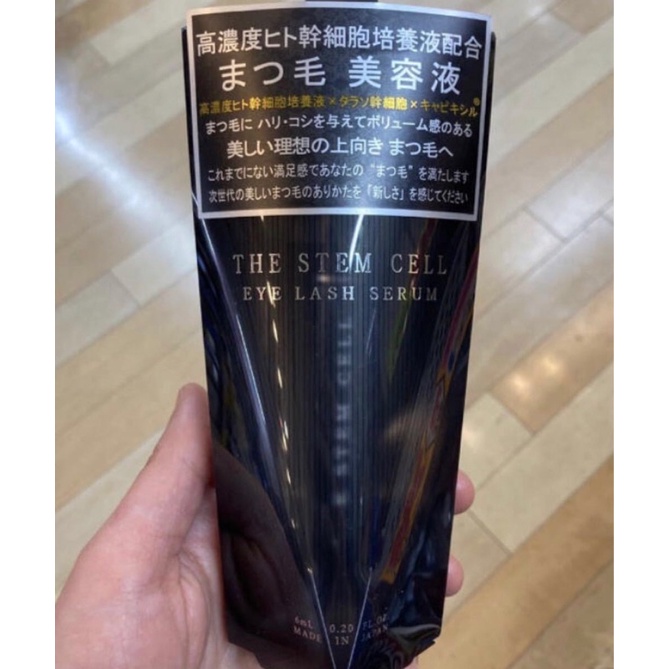 高濃度ヒト幹細胞培養液配合
まつ毛 美容液
高濃度ヒト幹細胞培養液×タラソ幹細胞×キャピキシル
まつ毛に ハリ・コシを与えてボリューム感のある
美しい理想の上向き まつ毛へ
これまでにない満足感であなたの "まつ毛" を満たします
次世代の美しいまつ毛のありかたを「新しさ」を感じてください
THE STEM CELL
EYE LASH SERUM
STEM CELL
6mL 0.20 FL.OZ
MADE IN JAPAN